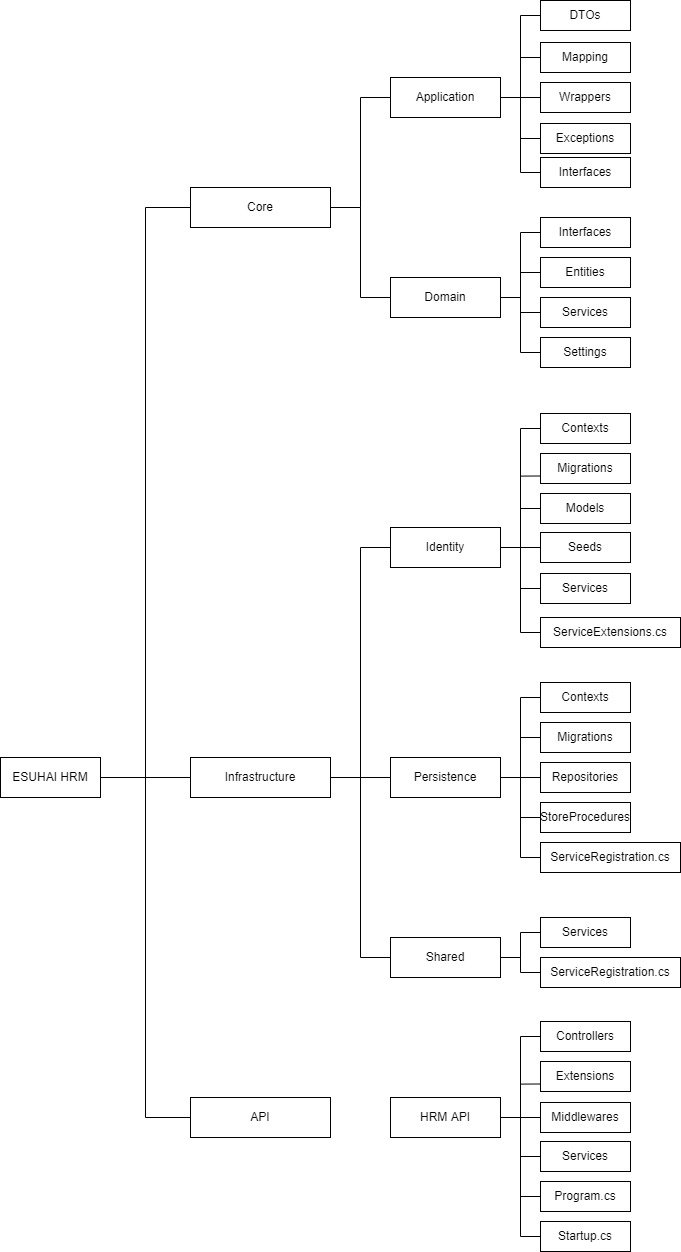 DTOs
Mapping
Application
Wrappers
Exceptions
Interfaces
Core
Interfaces
Entities
Domain
Services
Settings
Contexts
Migrations
Models
Identity
Seeds
Services
ServiceExtensions.cs
Contexts
Migrations
ESUHAI HRM
Infrastructure
Persistence
Repositories
StoreProcedures
ServiceRegistration.cs
Services
Shared
ServiceRegistration.cs
Controllers
Extensions
API
HRM API
Middlewares
Services
Program.cs
Startup.cs